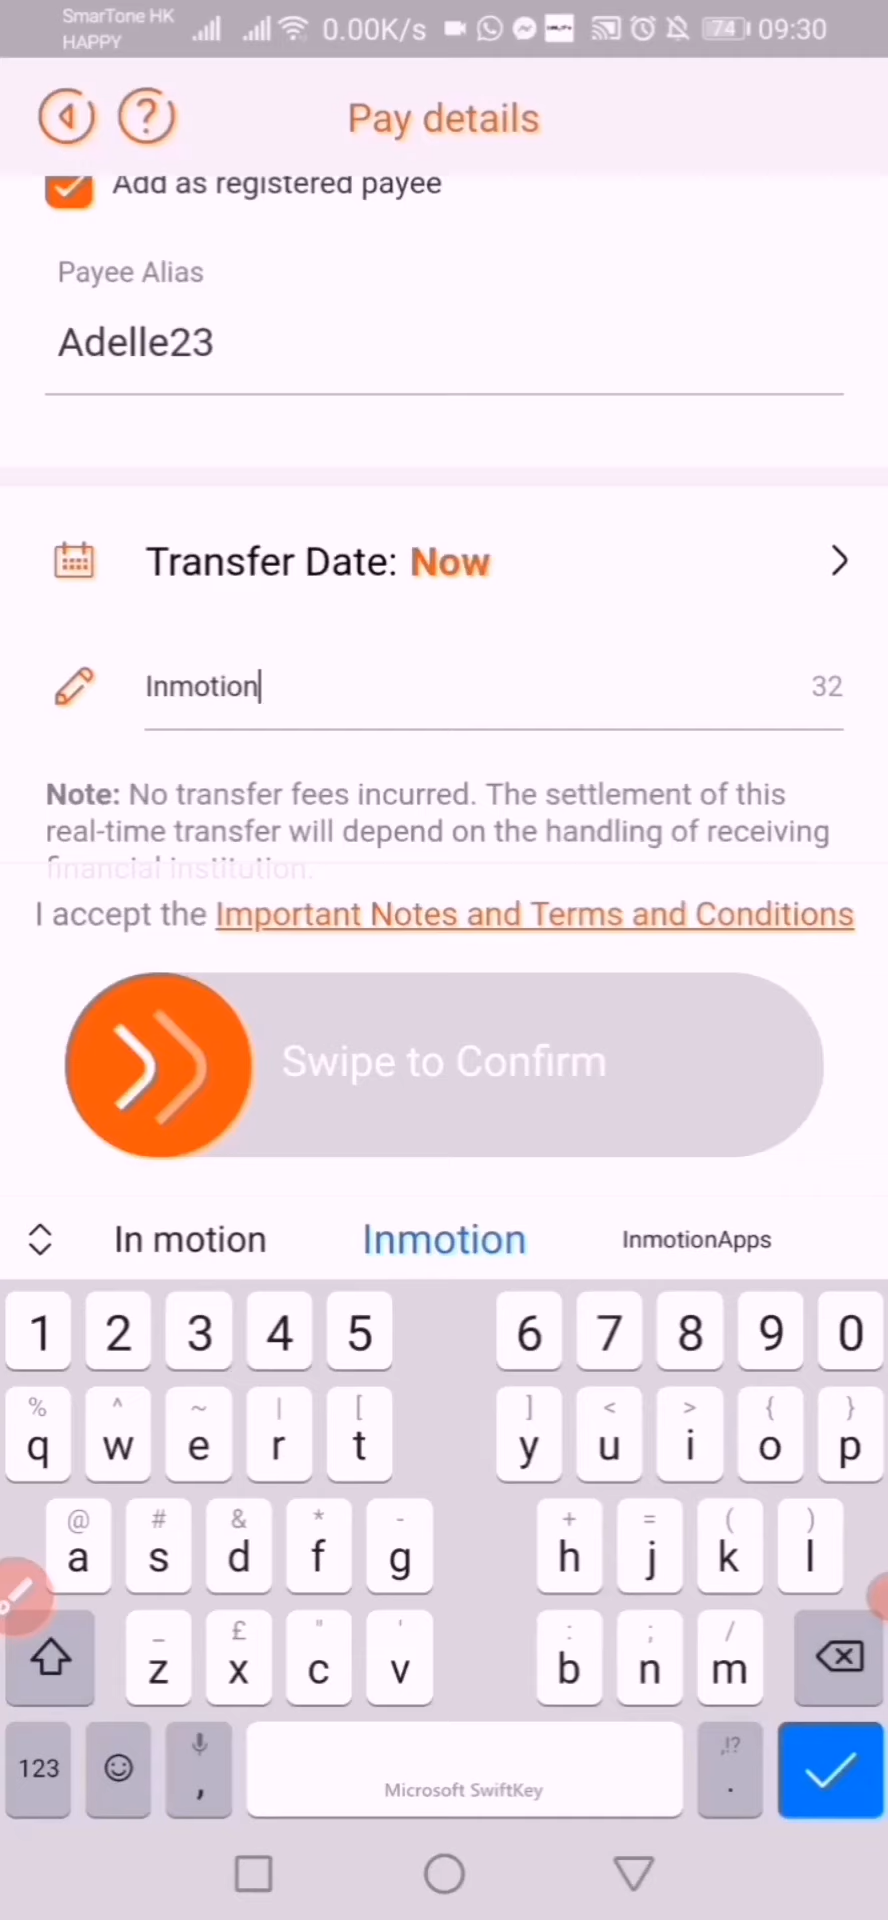 SmarTone HK
HAPPY
0.00K/s
74
09:30
Pay details
Add as registered payee
Payee Alias
Adelle23
Transfer Date: Now
Inmotion
32
Note: No transfer fees incurred. The settlement of this
real-time transfer will depend on the handling of receiving
financial institution.
I accept the Important Notes and Terms and Conditions
Swipe to Confirm
In motion Inmotion InmotionApps
1 2 3 4 5 6 7 8 9 0
% ^ ~ | [ ] < > { }
q w e r t y u i o p
@ # & * - + = ( )
a s d f g h j k l
_ £ " ' : ; /
z x c v b n m
123 , Microsoft SwiftKey ,!? .